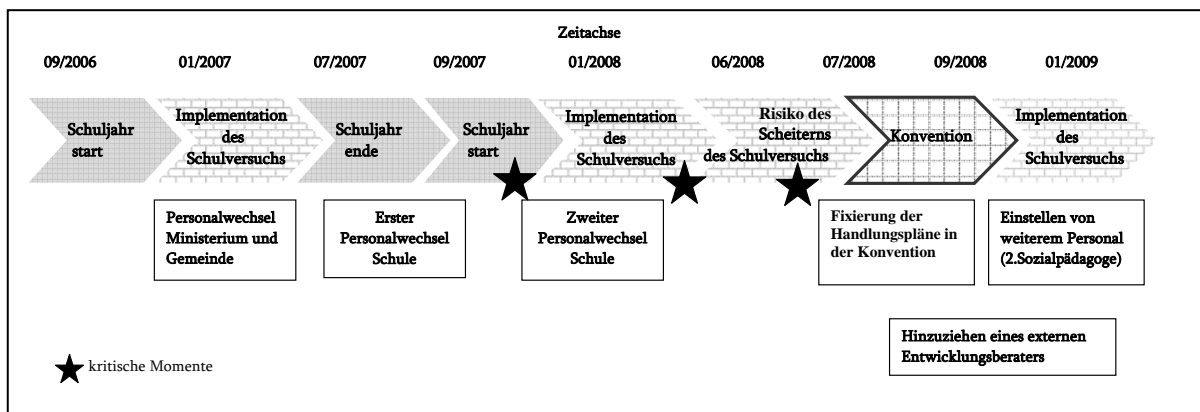 Zeitachse
09/2006 01/2007 07/2007 09/2007 01/2008 06/2008 07/2008 09/2008 01/2009
Schuljahr
start
Implementation
des
Schulversuchs
Schuljahr
ende
Schuljahr
start
Implementation
des
Schulversuchs
Risiko des
Scheiterns
des Schulversuchs
Konvention
Implementation
des
Schulversuchs
Personalwechsel
Ministerium und
Gemeinde
Erster
Personalwechsel
Schule
Zweiter
Personalwechsel
Schule
Fixierung der
Handlungspläne in
der Konvention
Einstellen von
weiterem Personal
(2.Sozialpädagoge)
Hinzuziehen eines externen
Entwicklungsberaters
kritische Momente